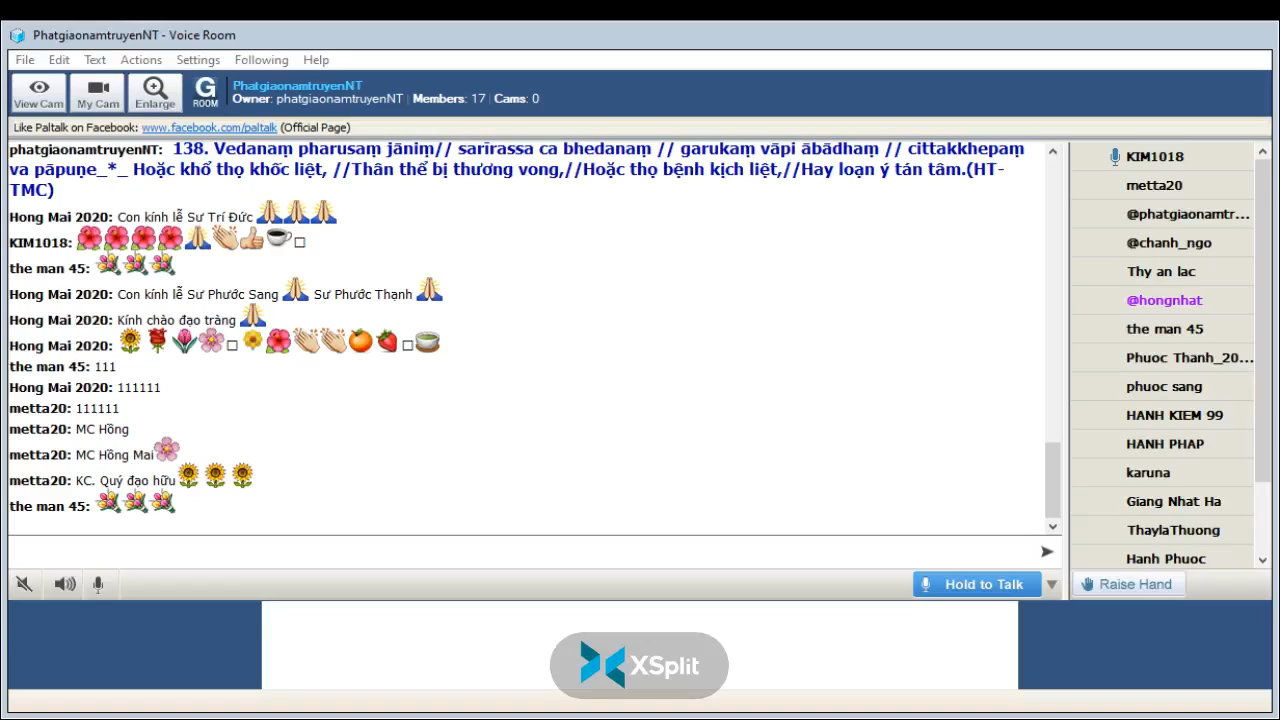 PhatgiaonamtruyenNT - Voice Room
File Edit Text Actions Settings Following Help
View Cam My Cam Enlarge G ROOM
PhatgiaonamtruyenNT
Owner: phatgiaonamtruyenNT | Members: 17 | Cams: 0
Like Paltalk on Facebook: www.facebook.com/paltalk (Official Page)
phatgiaonamtruyenNT: 138. Vedanaṃ pharusaṃ jāniṃ// sarīrassa ca bhedanaṃ // garukaṃ vāpi ābādhaṃ // cittakkhepaṃ
va pāpuṇe_*_ Hoặc khổ thọ khốc liệt, //Thân thể bị thương vong,//Hoặc thọ bệnh kịch liệt,//Hay loạn ý tán tâm.(HT-
TMC)
Hong Mai 2020: Con kính lễ Sư Trí Đức 🙏🙏🙏
KIM1018: 🌺🌺🌺🌺🙏👏👍☕□
the man 45: 💐💐💐
Hong Mai 2020: Con kính lễ Sư Phước Sang 🙏 Sư Phước Thạnh 🙏
Hong Mai 2020: Kính chào đạo tràng 🙏
Hong Mai 2020: 🌻🌹🌷🌸□🌼🌺👏👏🍊🍓□🍵
the man 45: 111
Hong Mai 2020: 111111
metta20: 111111
metta20: MC Hồng
metta20: MC Hồng Mai🌸
metta20: KC. Quý đạo hữu🌻🌻🌻
the man 45: 💐💐💐
KIM1018
metta20
@phatgiaonamtr...
@chanh_ngo
Thy an lac
@hongnhat
the man 45
Phuoc Thanh_20...
phuoc sang
HANH KIEM 99
HANH PHAP
karuna
Giang Nhat Ha
ThaylaThuong
Hanh Phuoc
Hold to Talk
Raise Hand
XSplit